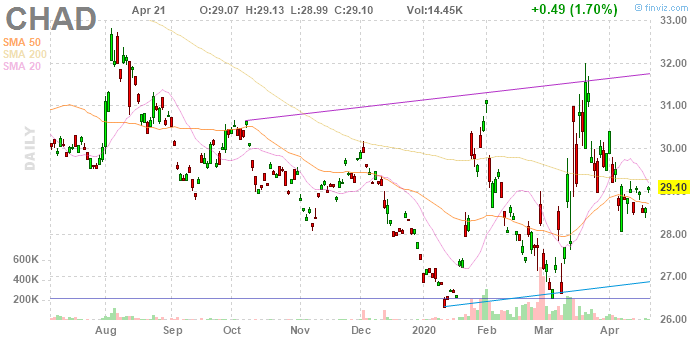 CHAD Apr 21 O:29.07 H:29.13 L:28.99 C:29.10 Vol:14.45K +0.49 (1.70%)
© finviz.com
SMA 50
SMA 200
SMA 20
DAILY
33.00
32.00
31.00
30.00
29.10
29.00
28.00
27.00
26.00
600K
400K
200K
Aug Sep Oct Nov Dec 2020 Feb Mar Apr